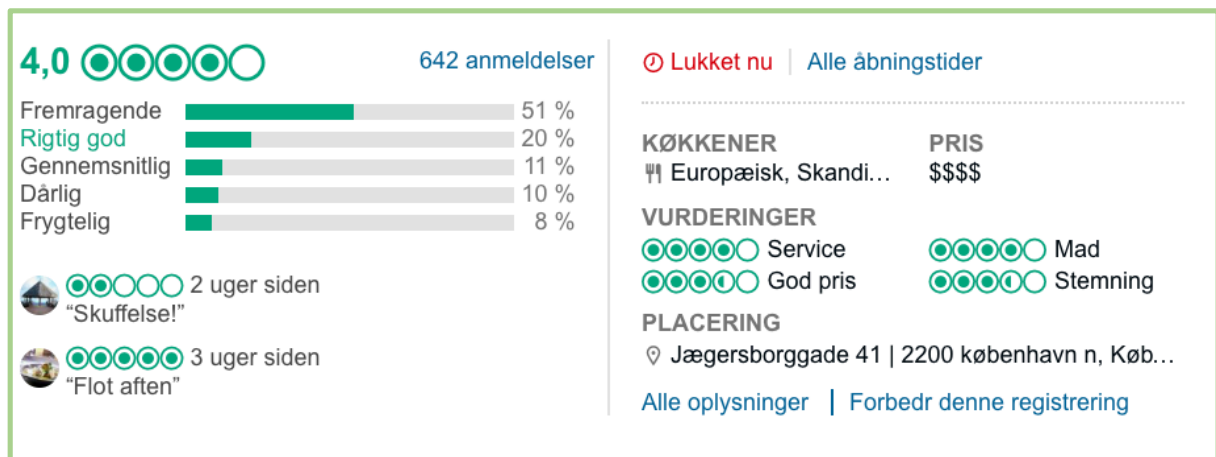 4,0
642 anmeldelser
Fremragende 51 %
Rigtig god 20 %
Gennemsnitlig 11 %
Dårlig 10 %
Frygtelig 8 %
2 uger siden
“Skuffelse!”
3 uger siden
“Flot aften”
Lukket nu | Alle åbningstider
KØKKENER PRIS
Europæisk, Skandi... $$$$
VURDERINGER
Service Mad
God pris Stemning
PLACERING
Jægersborggade 41 | 2200 københavn n, Køb...
Alle oplysninger | Forbedr denne registrering